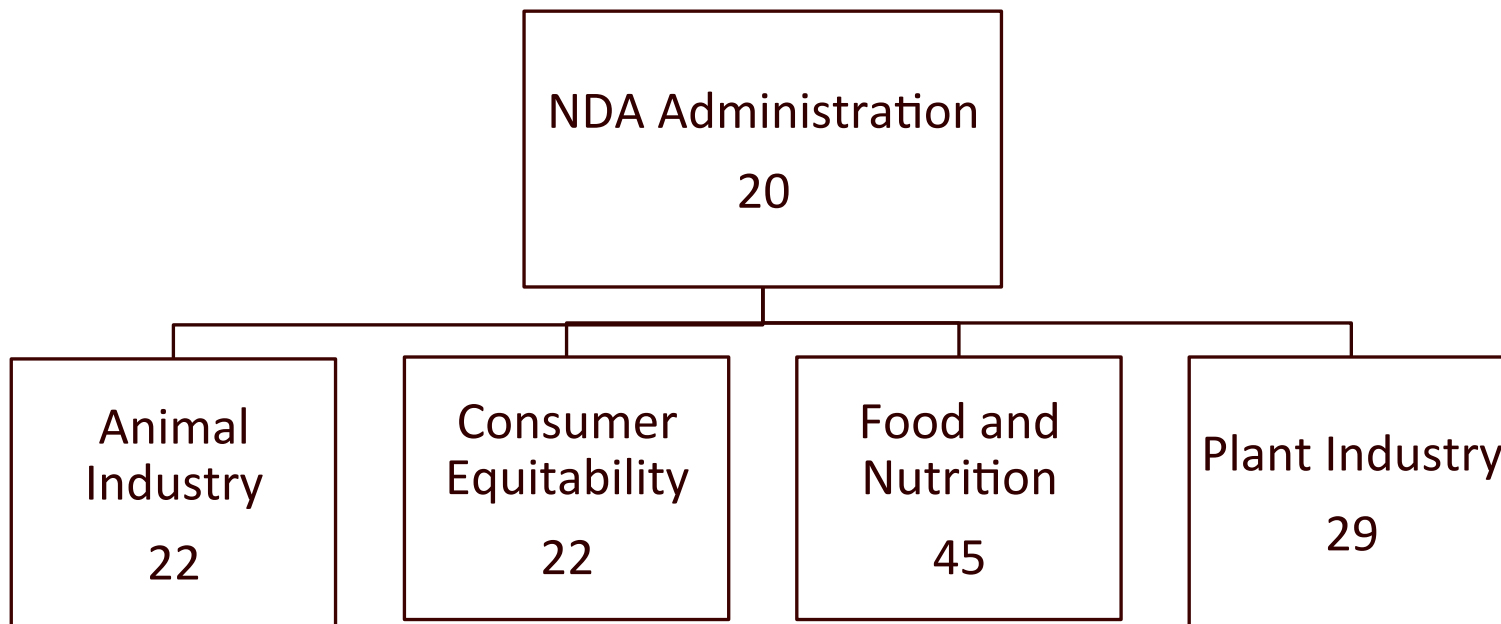 NDA Administration
20
Animal
Industry
22
Consumer
Equitability
22
Food and
Nutrition
45
Plant Industry
29